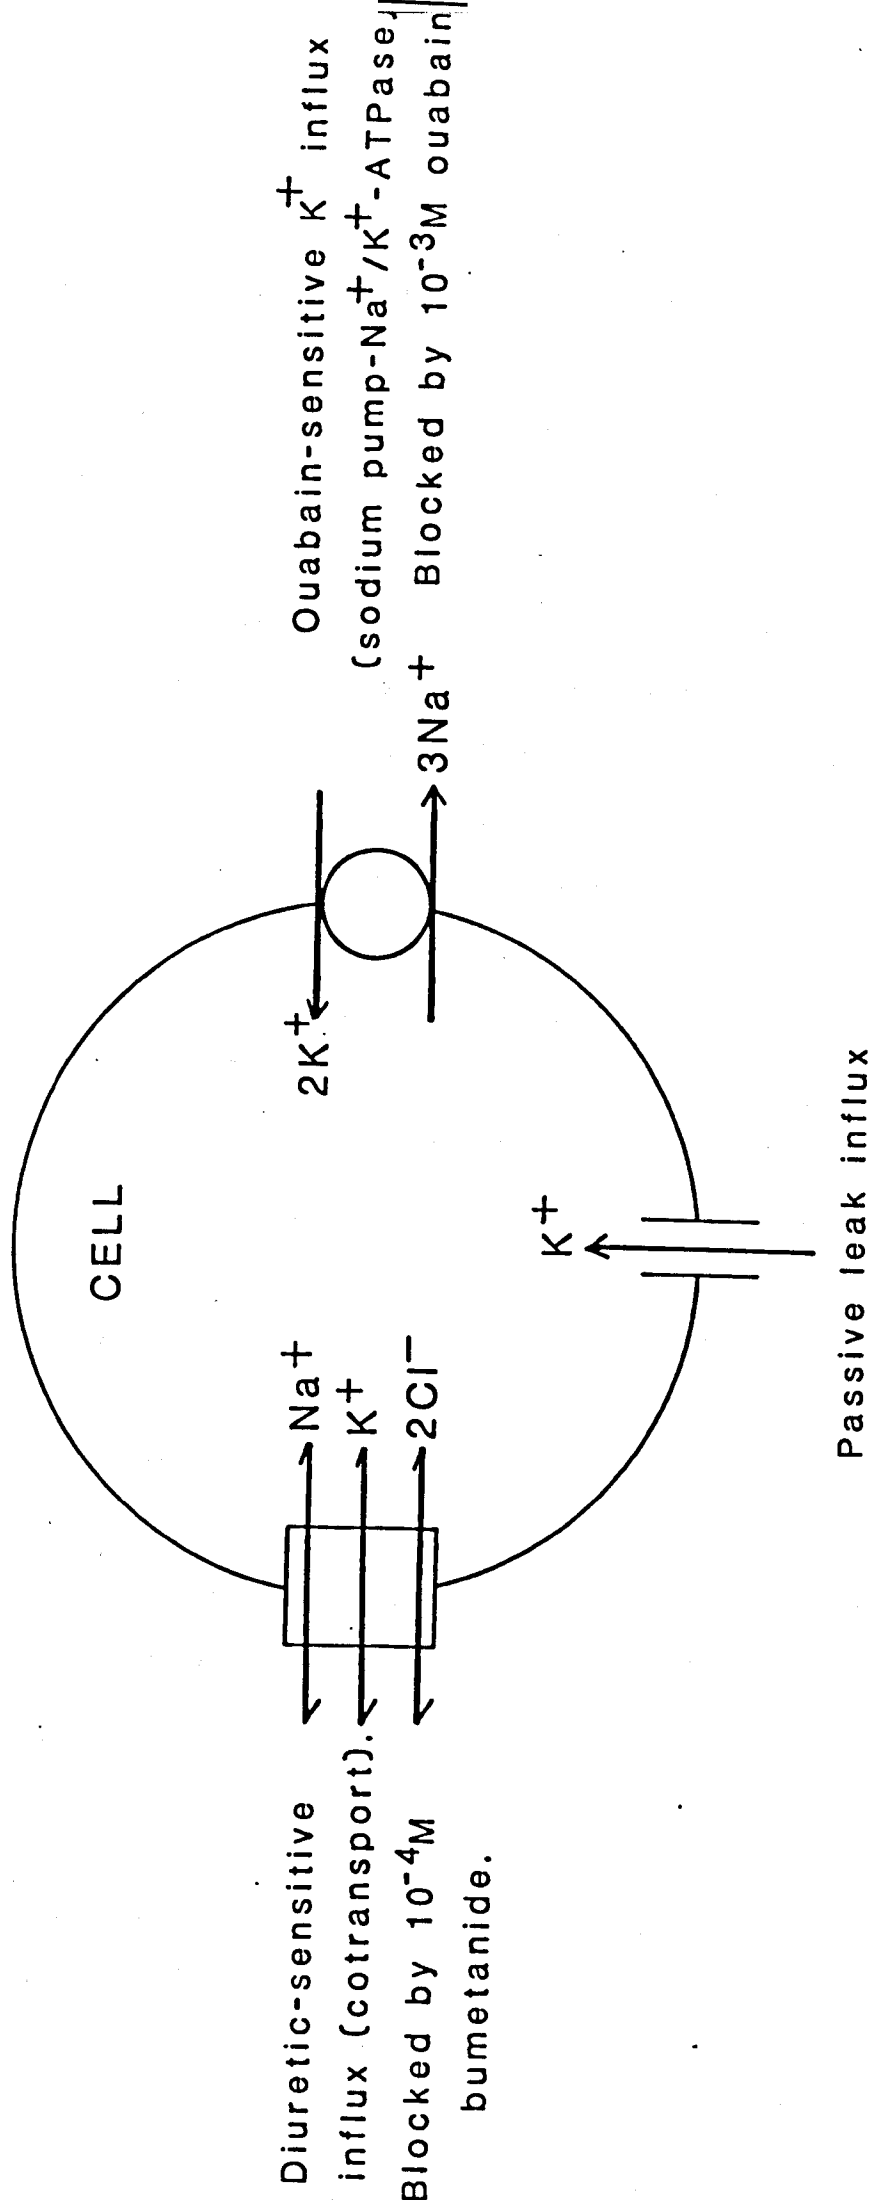 CELL
Diuretic-sensitive
influx (cotransport).
Blocked by 10⁻⁴M
bumetanide.
Na⁺
K⁺
2Cl⁻
2K⁺
3Na⁺
Ouabain-sensitive K⁺ influx
(sodium pump-Na⁺/K⁺-ATPase)
Blocked by 10⁻³M ouabain
K⁺
Passive leak influx